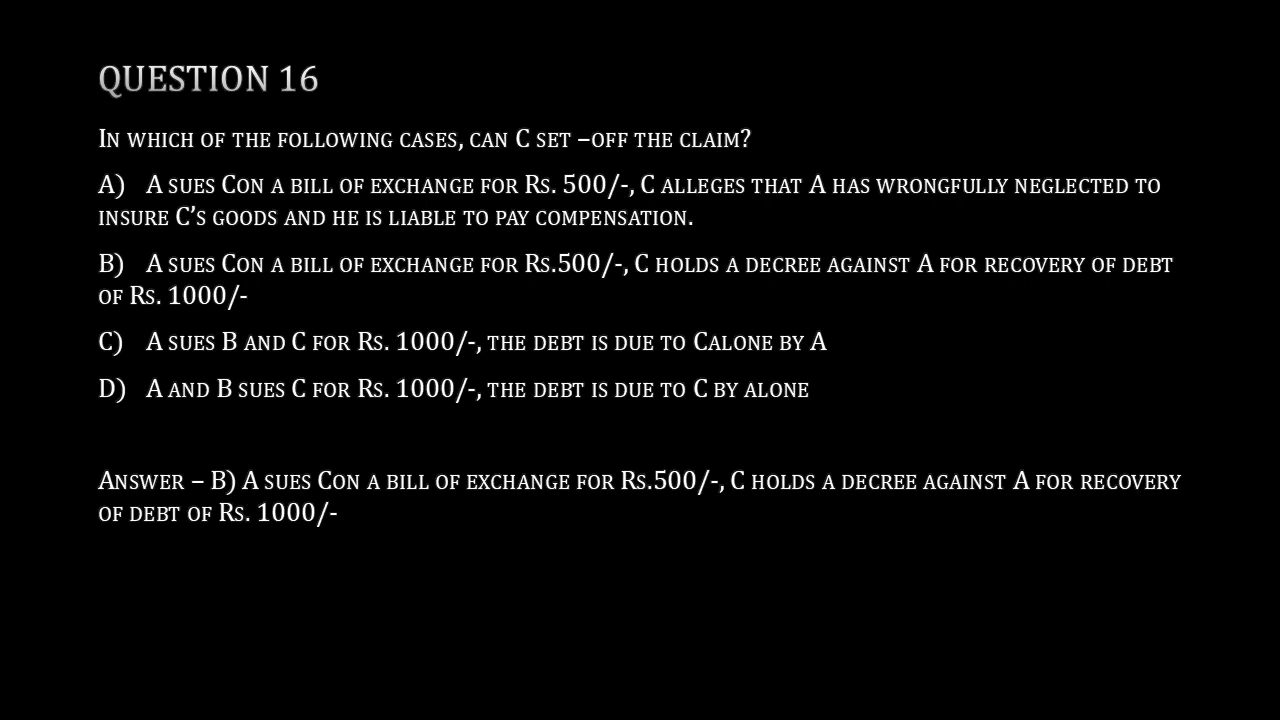 QUESTION 16
IN WHICH OF THE FOLLOWING CASES, CAN C SET –OFF THE CLAIM?
A) A SUES CON A BILL OF EXCHANGE FOR RS. 500/-, C ALLEGES THAT A HAS WRONGFULLY NEGLECTED TO
INSURE C’S GOODS AND HE IS LIABLE TO PAY COMPENSATION.
B) A SUES CON A BILL OF EXCHANGE FOR RS.500/-, C HOLDS A DECREE AGAINST A FOR RECOVERY OF DEBT
OF RS. 1000/-
C) A SUES B AND C FOR RS. 1000/-, THE DEBT IS DUE TO CALONE BY A
D) A AND B SUES C FOR RS. 1000/-, THE DEBT IS DUE TO C BY ALONE
ANSWER – B) A SUES CON A BILL OF EXCHANGE FOR RS.500/-, C HOLDS A DECREE AGAINST A FOR RECOVERY
OF DEBT OF RS. 1000/-